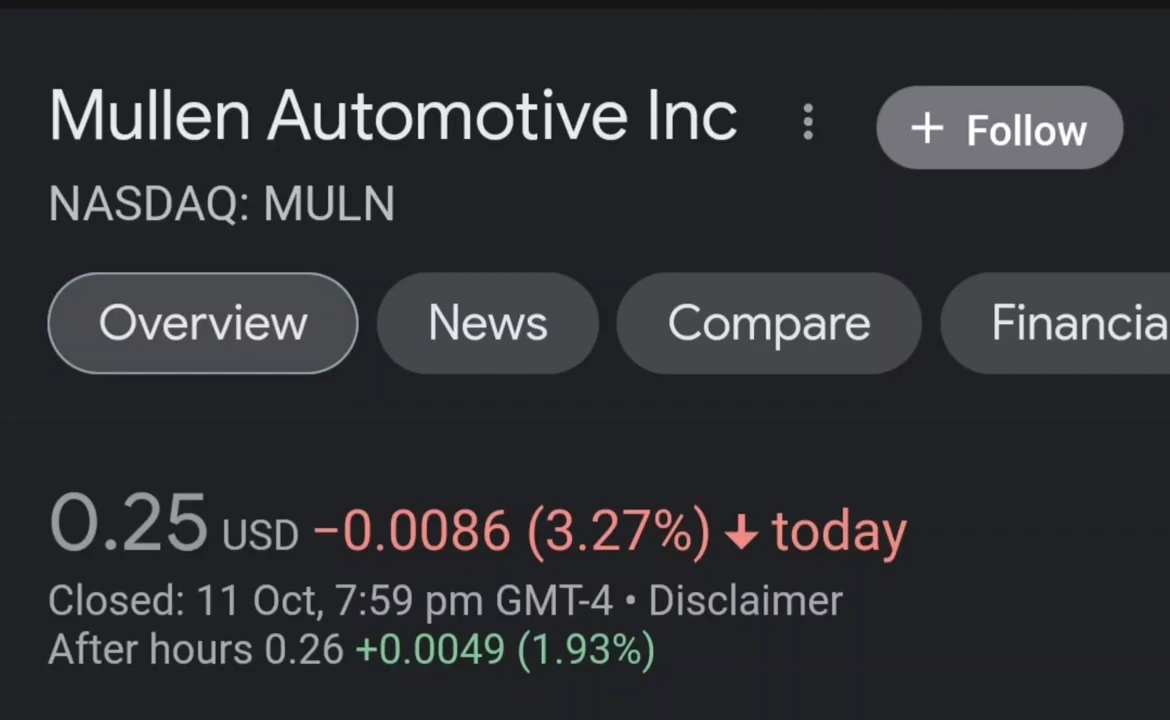 Mullen Automotive Inc
+ Follow
NASDAQ: MULN
Overview News Compare Financia
0.25 USD −0.0086 (3.27%) ↓ today
Closed: 11 Oct, 7:59 pm GMT-4 • Disclaimer
After hours 0.26 +0.0049 (1.93%)